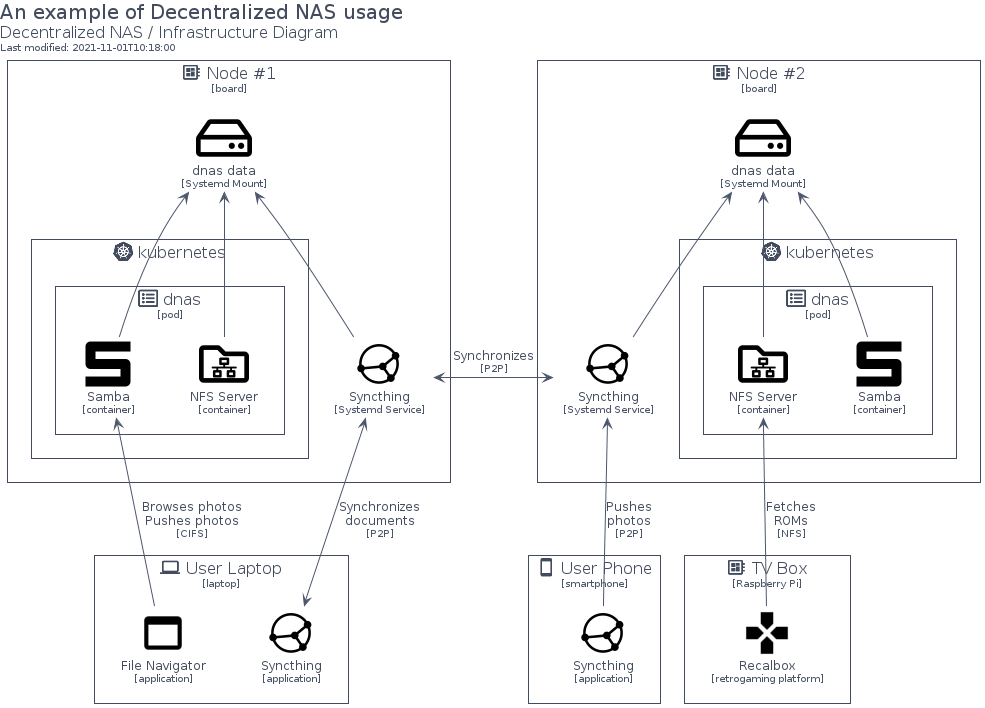 An example of Decentralized NAS usage
Decentralized NAS / Infrastructure Diagram
Last modified: 2021-11-01T10:18:00
Node #1
[board]
dnas data
[Systemd Mount]
kubernetes
dnas
[pod]
Samba
[container]
NFS Server
[container]
Syncthing
[Systemd Service]
Synchronizes
[P2P]
Node #2
[board]
dnas data
[Systemd Mount]
kubernetes
dnas
[pod]
Syncthing
[Systemd Service]
NFS Server
[container]
Samba
[container]
Browses photos
Pushes photos
[CIFS]
Synchronizes
documents
[P2P]
Pushes
photos
[P2P]
Fetches
ROMs
[NFS]
User Laptop
[laptop]
File Navigator
[application]
Syncthing
[application]
User Phone
[smartphone]
Syncthing
[application]
TV Box
[Raspberry Pi]
Recalbox
[retrogaming platform]